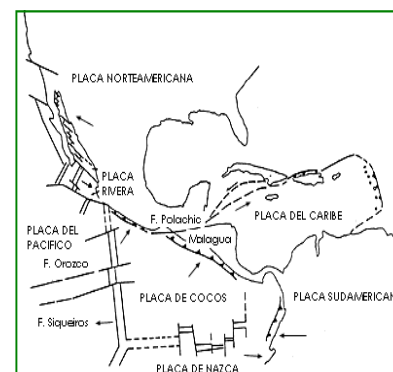 PLACA NORTEAMERICANA
PLACA
RIVERA
F. Polachic
PLACA DEL CARIBE
PLACA DEL
PACIFICO
Malagua
F. Orozco
PLACA DE COCOS
PLACA SUDAMERICAN
F. Siqueiros
PLACA DE NAZCA